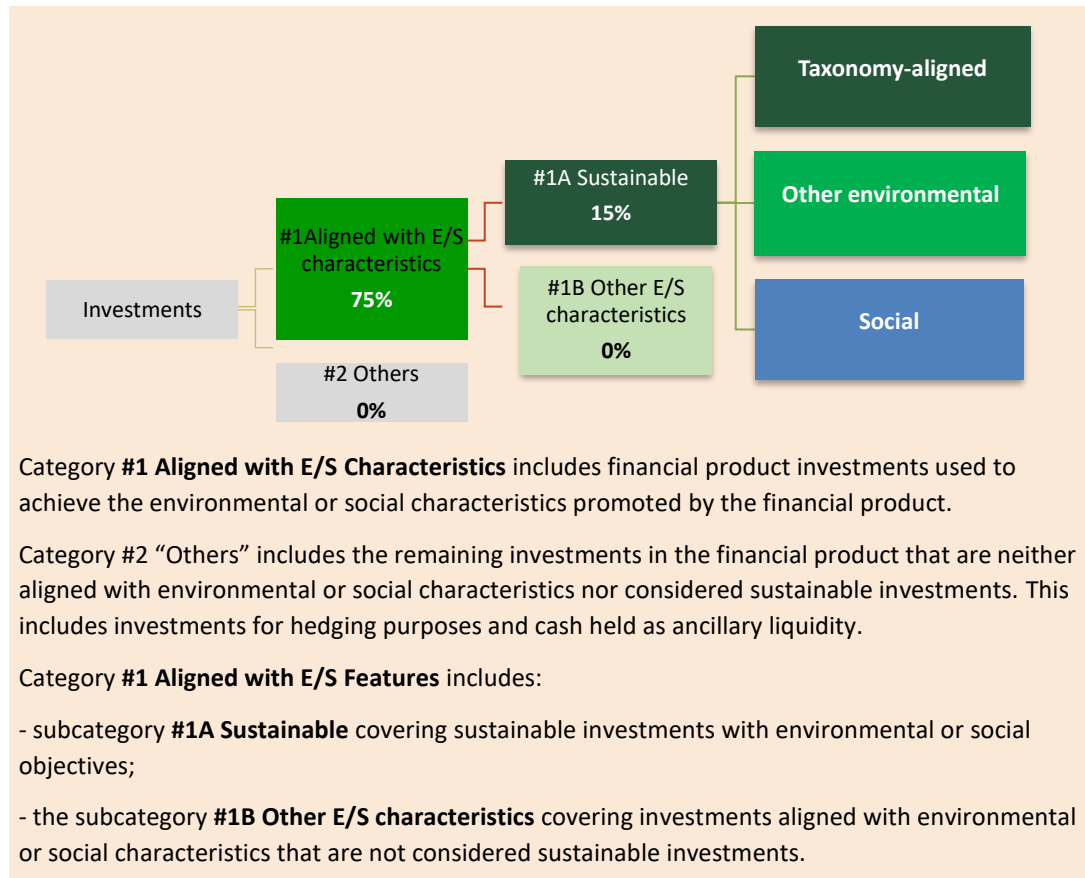 Taxonomy-aligned
Other environmental
Social
#1A Sustainable
15%
#1B Other E/S
characteristics
0%
#1Aligned with E/S
characteristics
75%
Investments
#2 Others
0%
Category #1 Aligned with E/S Characteristics includes financial product investments used to
achieve the environmental or social characteristics promoted by the financial product.
Category #2 “Others” includes the remaining investments in the financial product that are neither
aligned with environmental or social characteristics nor considered sustainable investments. This
includes investments for hedging purposes and cash held as ancillary liquidity.
Category #1 Aligned with E/S Features includes:
- subcategory #1A Sustainable covering sustainable investments with environmental or social
objectives;
- the subcategory #1B Other E/S characteristics covering investments aligned with environmental
or social characteristics that are not considered sustainable investments.